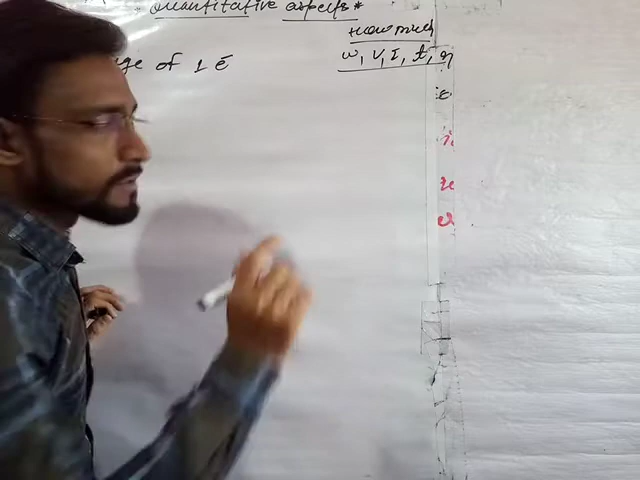 Quantitative aspects*
How much
w, V, I, t, q
ge of 1 ē